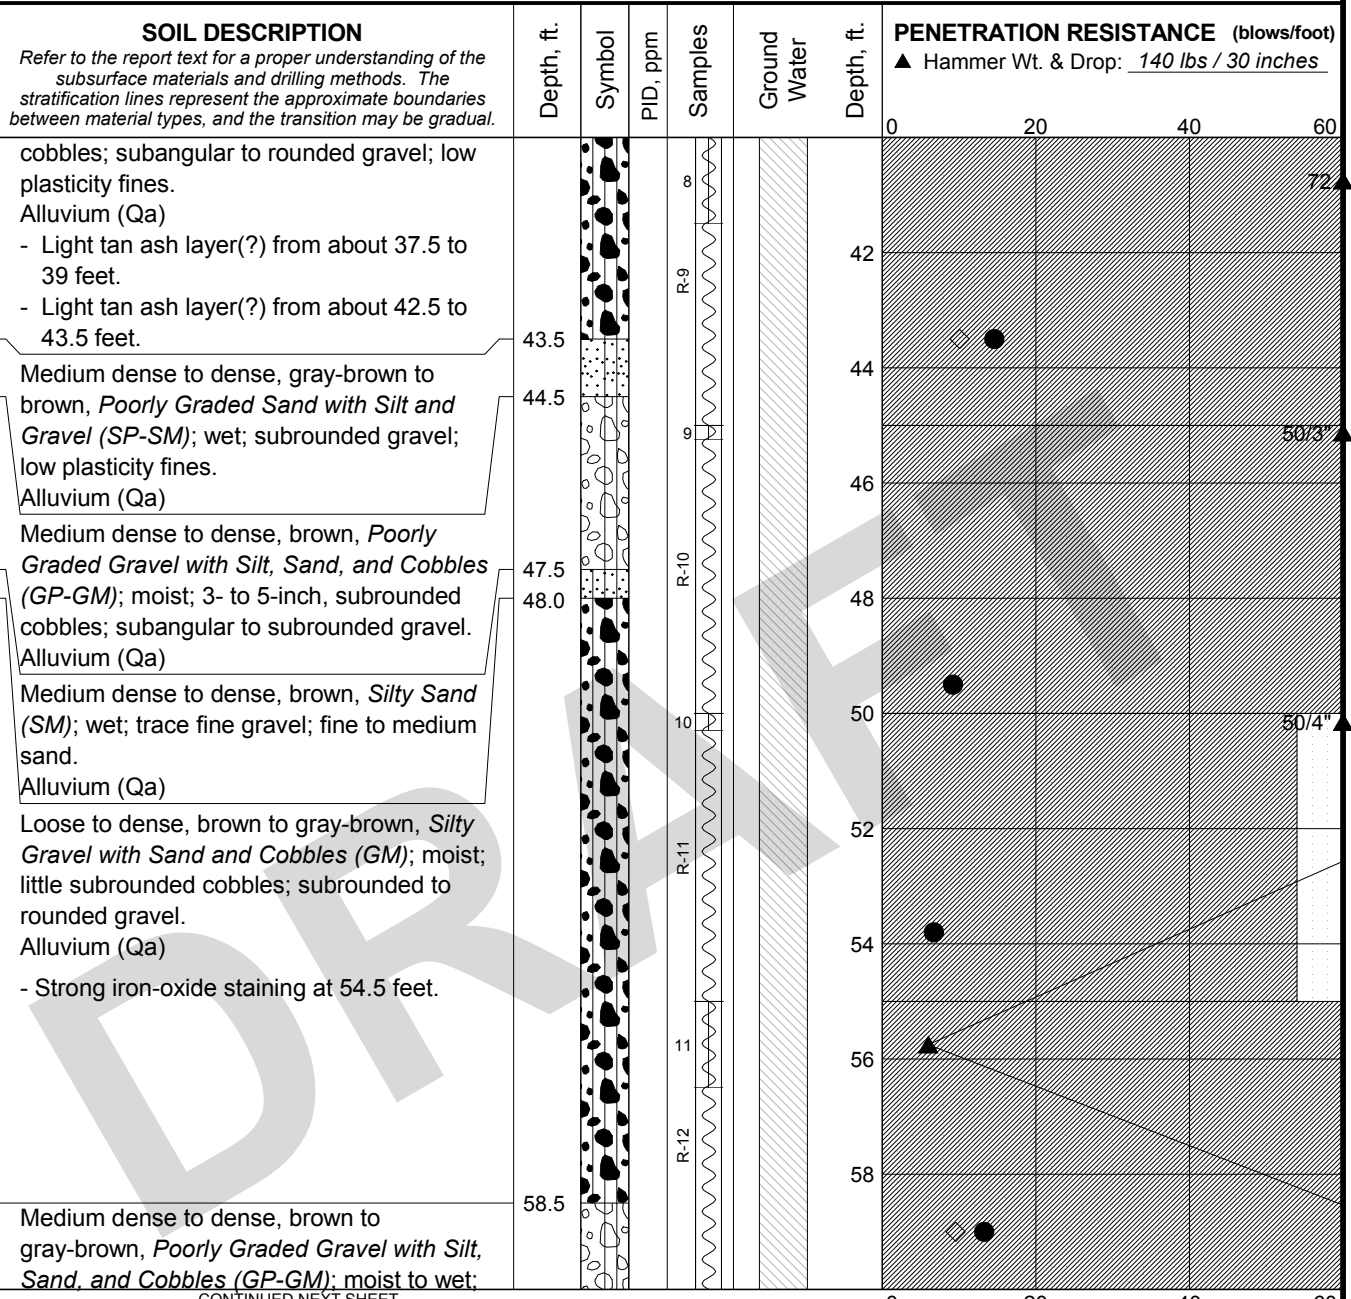 SOIL DESCRIPTION
Refer to the report text for a proper understanding of the
subsurface materials and drilling methods. The
stratification lines represent the approximate boundaries
between material types, and the transition may be gradual.
Depth, ft.
Symbol
PID, ppm
Samples
Ground
Water
Depth, ft.
PENETRATION RESISTANCE (blows/foot)
▲ Hammer Wt. & Drop: 140 lbs / 30 inches
0 20 40 60
cobbles; subangular to rounded gravel; low
plasticity fines.
Alluvium (Qa)
- Light tan ash layer(?) from about 37.5 to
39 feet.
- Light tan ash layer(?) from about 42.5 to
43.5 feet.
Medium dense to dense, gray-brown to
brown, Poorly Graded Sand with Silt and
Gravel (SP-SM); wet; subrounded gravel;
low plasticity fines.
Alluvium (Qa)
Medium dense to dense, brown, Poorly
Graded Gravel with Silt, Sand, and Cobbles
(GP-GM); moist; 3- to 5-inch, subrounded
cobbles; subangular to subrounded gravel.
Alluvium (Qa)
Medium dense to dense, brown, Silty Sand
(SM); wet; trace fine gravel; fine to medium
sand.
Alluvium (Qa)
Loose to dense, brown to gray-brown, Silty
Gravel with Sand and Cobbles (GM); moist;
little subrounded cobbles; subrounded to
rounded gravel.
Alluvium (Qa)
- Strong iron-oxide staining at 54.5 feet.
Medium dense to dense, brown to
gray-brown, Poorly Graded Gravel with Silt,
Sand, and Cobbles (GP-GM); moist to wet;
43.5
44.5
47.5
48.0
58.5
8
R-9
9
R-10
10
R-11
11
R-12
42
44
46
48
50
52
54
56
58
72
50/3"
50/4"
DRAFT
CONTINUED NEXT SHEET
0 20 40 60